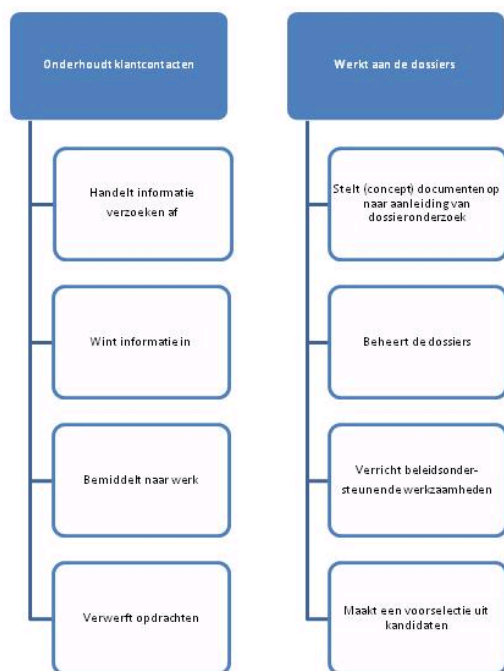 Onderhoudt klantcontacten
Handelt informatie
verzoeken af
Wint informatie in
Bemiddelt naar werk
Verwerft opdrachten
Werkt aan de dossiers
Stelt (concept) documenten op
naar aanleiding van
dossieronderzoek
Beheert de dossiers
Verricht beleidsonder-
steunende werkzaamheden
Maakt een voorselectie uit
kandidaten